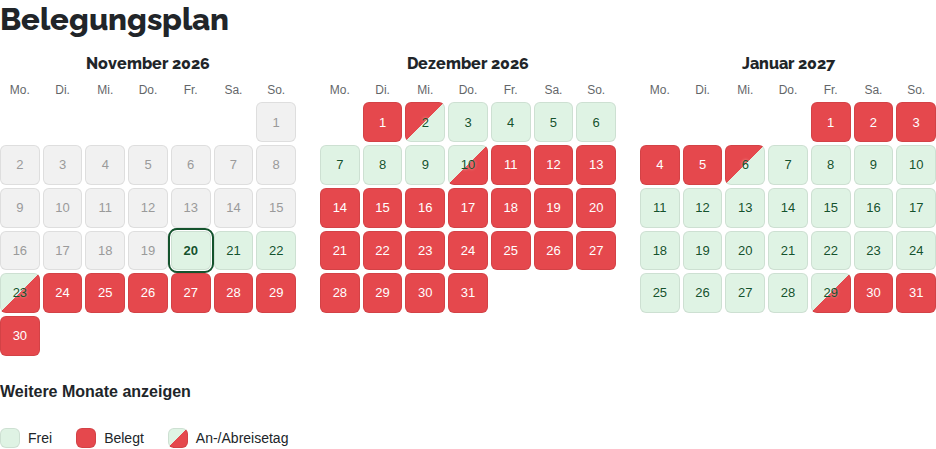 Belegungsplan
November 2026 Dezember 2026 Januar 2027
Mo. Di. Mi. Do. Fr. Sa. So. Mo. Di. Mi. Do. Fr. Sa. So. Mo. Di. Mi. Do. Fr. Sa. So.
1 1 2 3 4 5 6 1 2 3
2 3 4 5 6 7 8 7 8 9 10 11 12 13 4 5 6 7 8 9 10
9 10 11 12 13 14 15 14 15 16 17 18 19 20 11 12 13 14 15 16 17
16 17 18 19 20 21 22 21 22 23 24 25 26 27 18 19 20 21 22 23 24
23 24 25 26 27 28 29 28 29 30 31 25 26 27 28 29 30 31
30
Weitere Monate anzeigen
Frei Belegt An-/Abreisetag